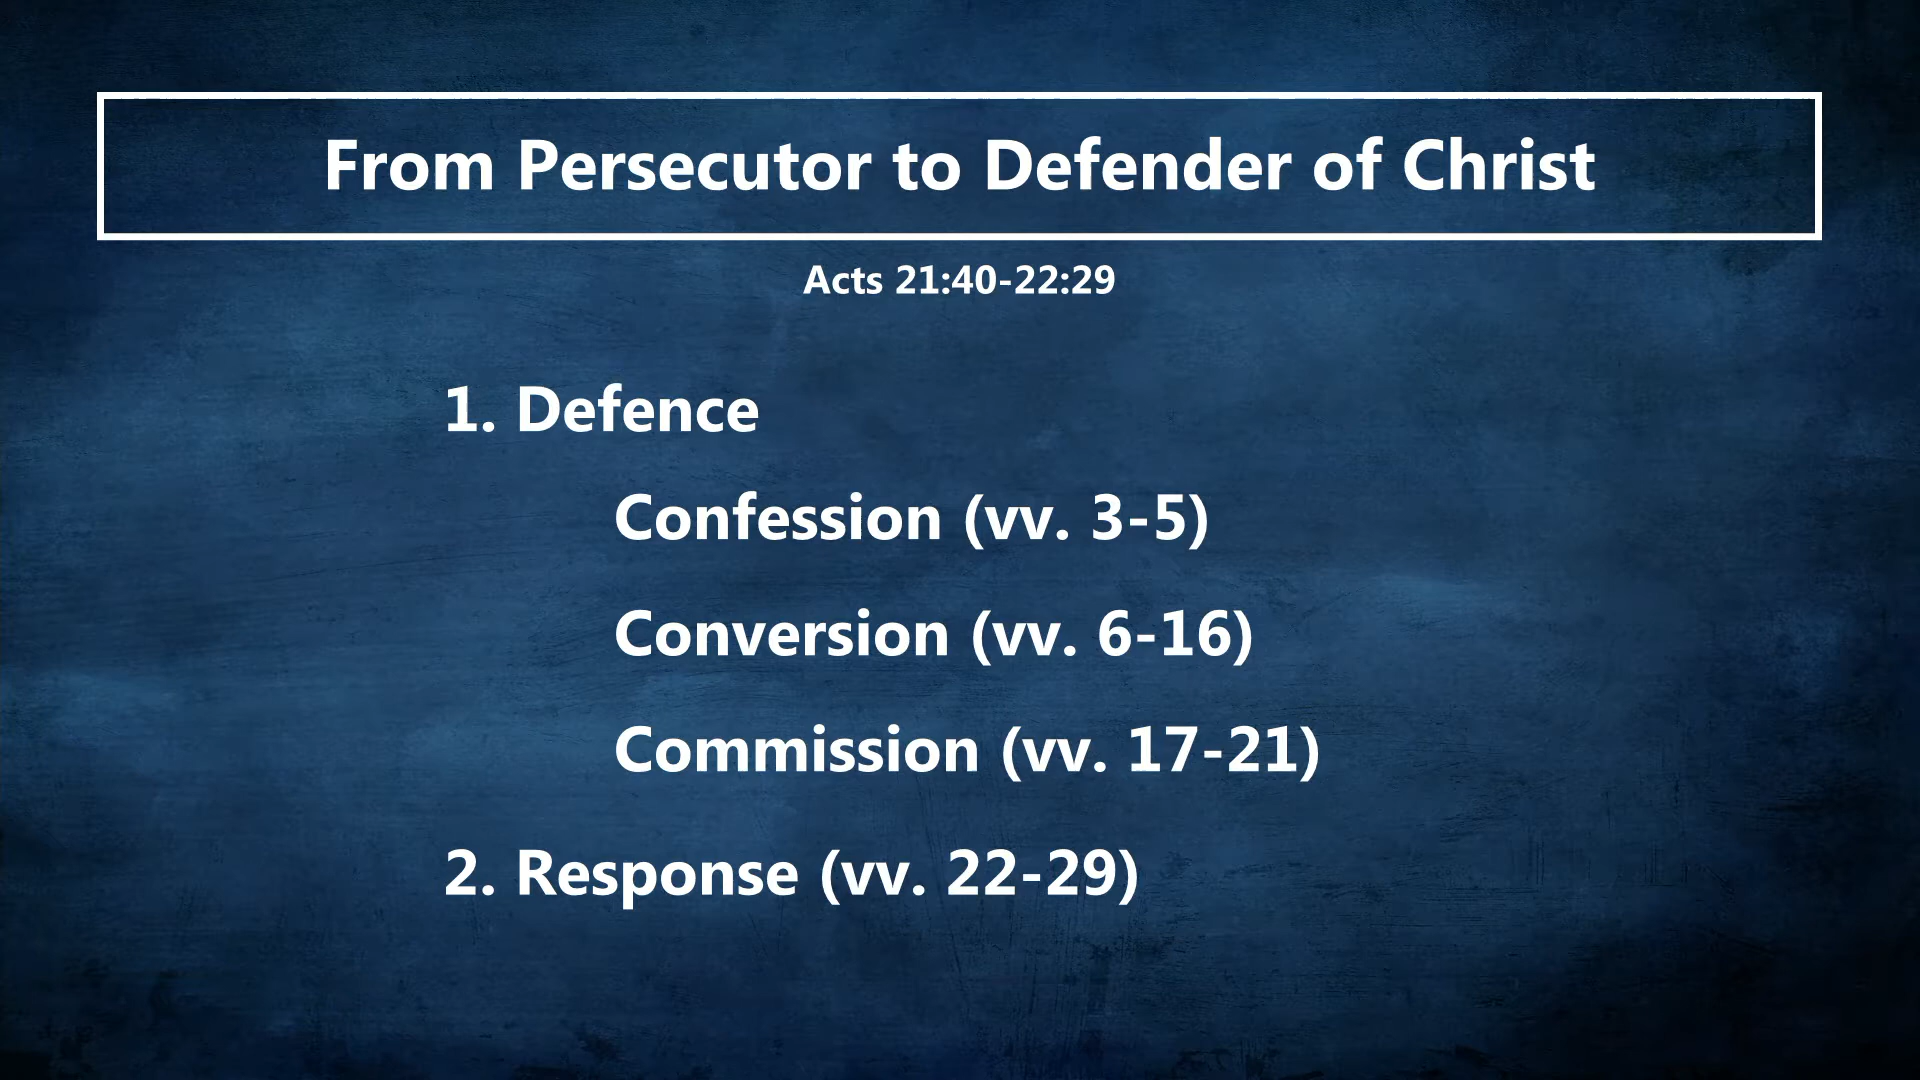 From Persecutor to Defender of Christ
Acts 21:40-22:29
1. Defence
Confession (vv. 3-5)
Conversion (vv. 6-16)
Commission (vv. 17-21)
2. Response (vv. 22-29)